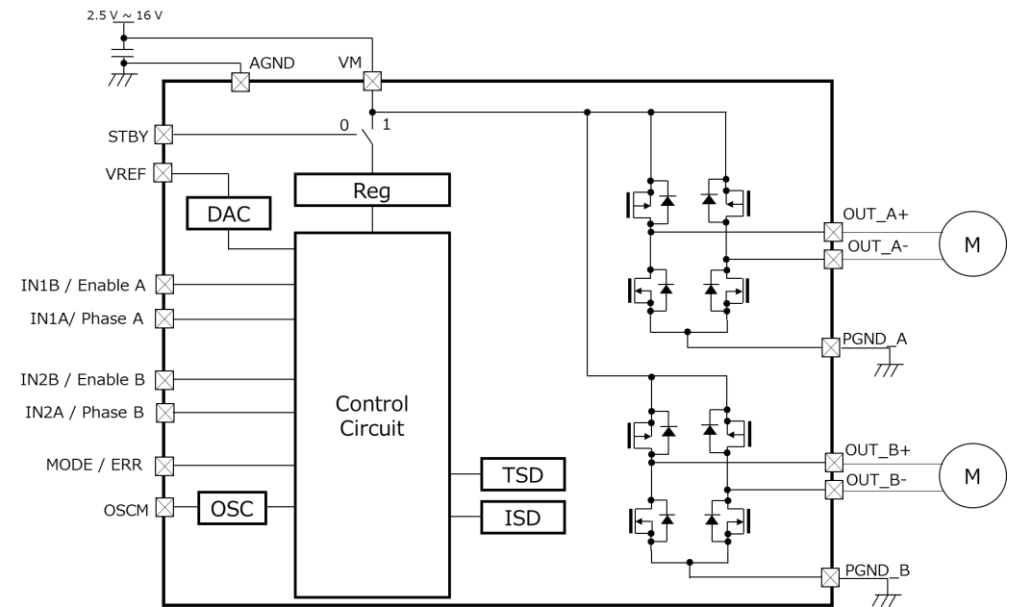 2.5 V ~ 16 V
AGND
VM
STBY
0
1
VREF
Reg
DAC
OUT_A+
OUT_A-
M
IN1B / Enable A
IN1A/ Phase A
PGND_A
IN2B / Enable B
IN2A / Phase B
Control
Circuit
MODE / ERR
OUT_B+
OUT_B-
M
TSD
OSCM
OSC
ISD
PGND_B